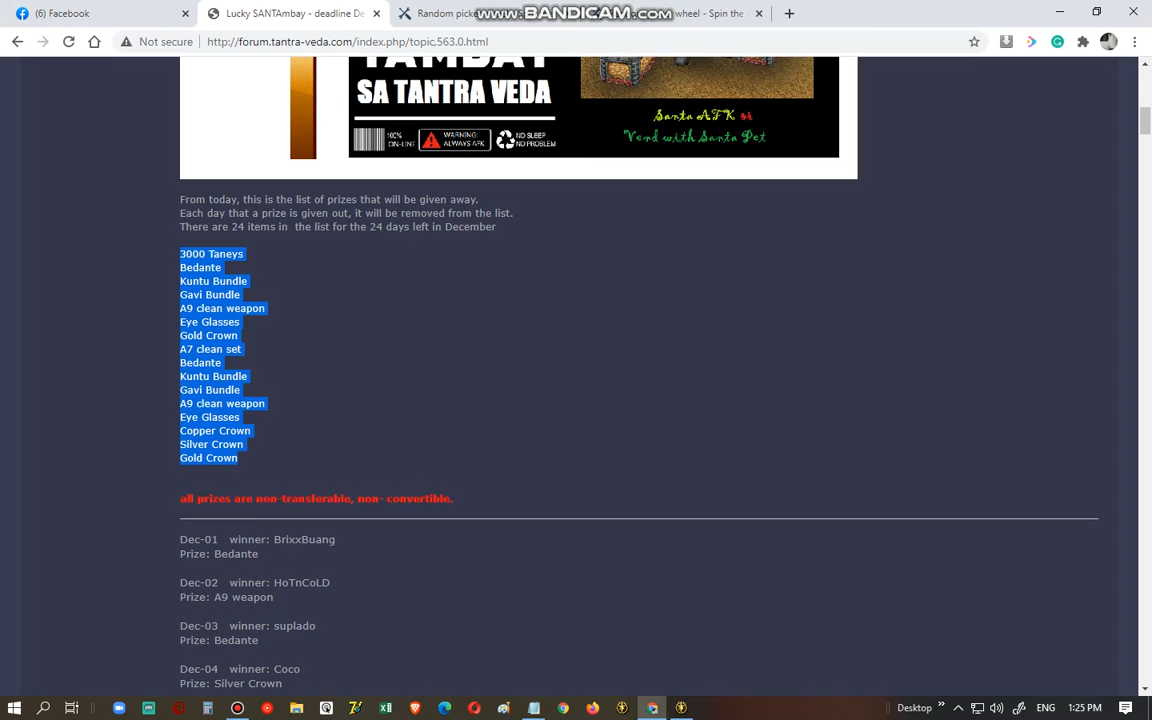 (6) Facebook
Lucky SANTAmbay - deadline De
Random picke
www.BANDICAM.com
wheel - Spin the
Not secure
http://forum.tantra-veda.com/index.php/topic,563.0.html
TAMBAY
SA TANTRA VEDA
100% ON-LINE
WARNING: ALWAYS AFK
NO SLEEP NO PROBLEM
Santa AFK or
Vend with Santa Pet
From today, this is the list of prizes that will be given away.
Each day that a prize is given out, it will be removed from the list.
There are 24 items in the list for the 24 days left in December
3000 Taneys
Bedante
Kuntu Bundle
Gavi Bundle
A9 clean weapon
Eye Glasses
Gold Crown
A7 clean set
Bedante
Kuntu Bundle
Gavi Bundle
A9 clean weapon
Eye Glasses
Copper Crown
Silver Crown
Gold Crown
all prizes are non-transferable, non- convertible.
Dec-01 winner: BrixxBuang
Prize: Bedante
Dec-02 winner: HoTnCoLD
Prize: A9 weapon
Dec-03 winner: suplado
Prize: Bedante
Dec-04 winner: Coco
Prize: Silver Crown
Desktop
ENG
1:25 PM